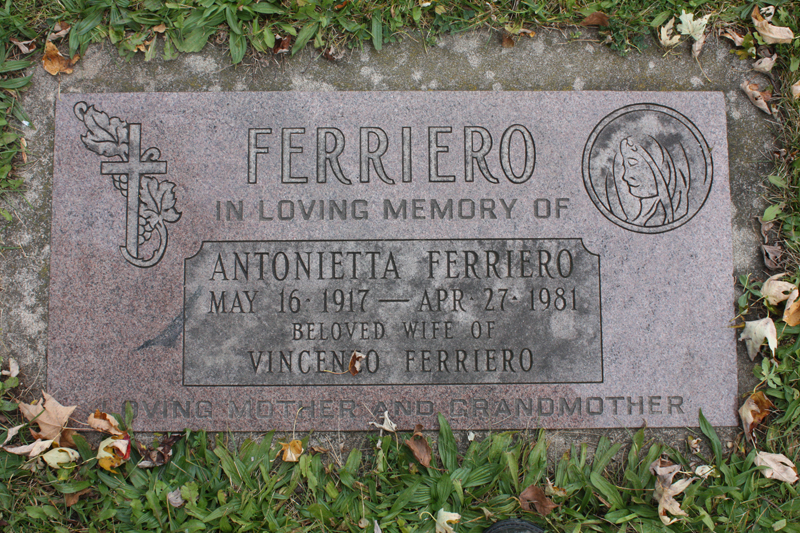 FERRIERO
IN LOVING MEMORY OF
ANTONIETTA FERRIERO
MAY 16 · 1917 — APR · 27 · 1981
BELOVED WIFE OF
VINCENZO FERRIERO
LOVING MOTHER AND GRANDMOTHER